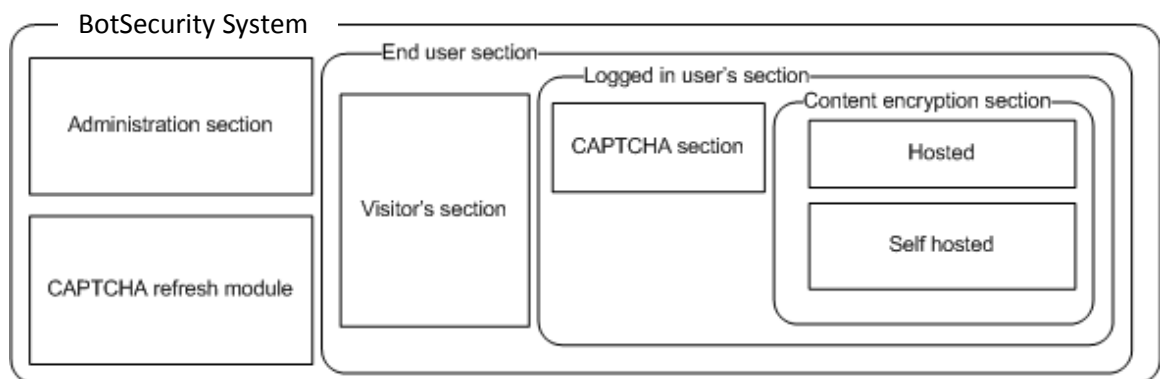 BotSecurity System
End user section
Logged in user's section
Content encryption section
Administration section
CAPTCHA section
Hosted
Visitor's section
Self hosted
CAPTCHA refresh module